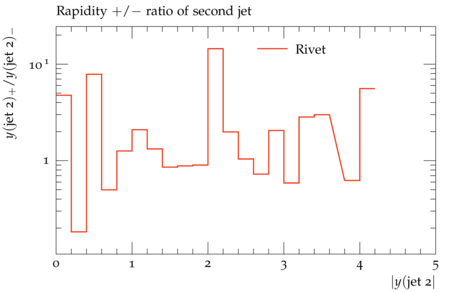 Rapidity +/− ratio of second jet
y(jet 2)₊/y(jet 2)₋
Rivet
10¹
1
0 1 2 3 4 5
|y(jet 2|